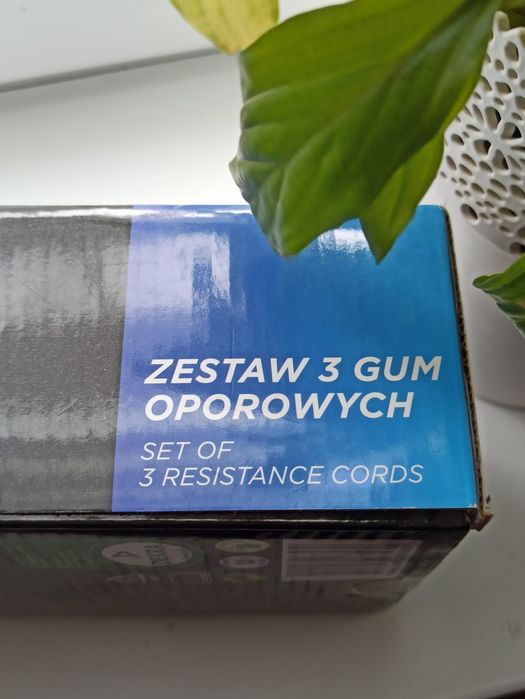 ZESTAW 3 GUM
OPOROWYCH
SET OF
3 RESISTANCE CORDS